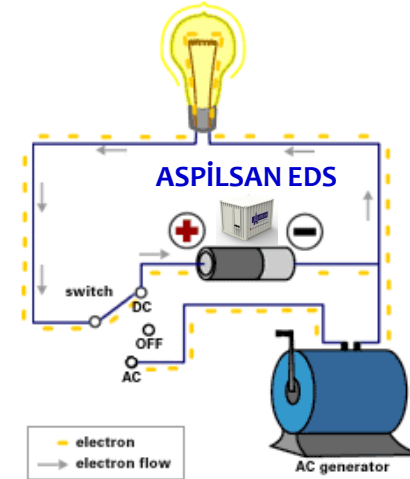 ASPİLSAN EDS
switch
DC
OFF
AC
electron
electron flow
AC generator